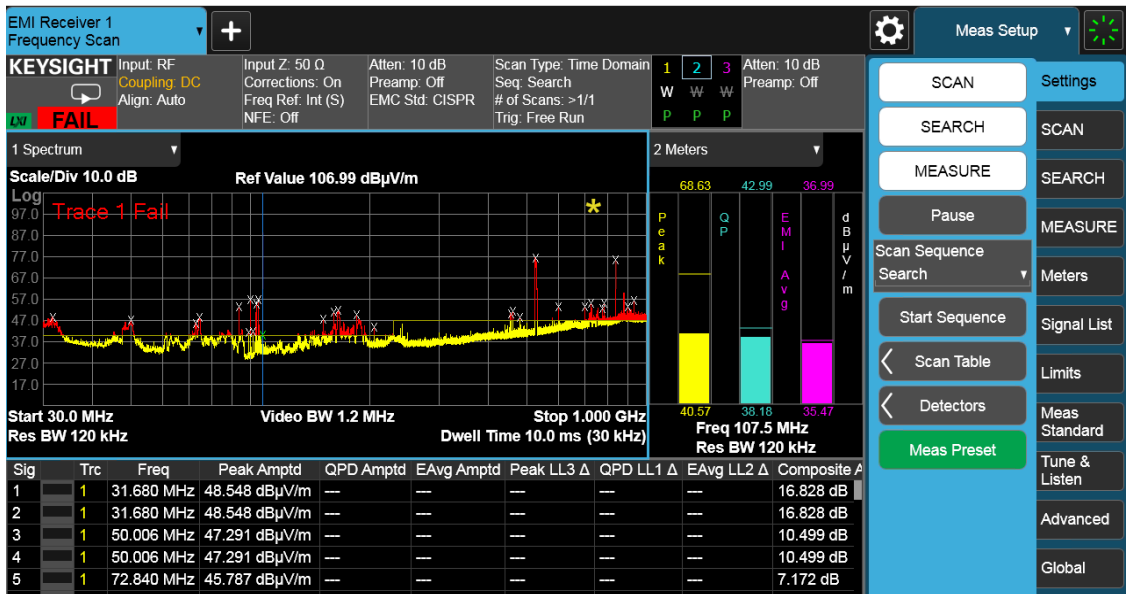 EMI Receiver 1
Frequency Scan
+
Meas Setup
KEYSIGHT
LXI FAIL
Input: RF
Coupling: DC
Align: Auto
Input Z: 50 Ω
Corrections: On
Freq Ref: Int (S)
NFE: Off
Atten: 10 dB
Preamp: Off
EMC Std: CISPR
Scan Type: Time Domain
Seq: Search
# of Scans: >1/1
Trig: Free Run
1 2 3
W W W
P P P
Atten: 10 dB
Preamp: Off
1 Spectrum
Scale/Div 10.0 dB
Ref Value 106.99 dBµV/m
Log
Trace 1 Fail
*
97.0
87.0
77.0
67.0
57.0
47.0
37.0
27.0
17.0
Start 30.0 MHz
Video BW 1.2 MHz
Stop 1.000 GHz
Res BW 120 kHz
Dwell Time 10.0 ms (30 kHz)
2 Meters
68.63 42.99 36.99
Peak
QP
EMI Avg
dBµV/m
40.57 38.18 35.47
Freq 107.5 MHz
Res BW 120 kHz
Sig Trc Freq Peak Amptd QPD Amptd EAvg Amptd Peak LL3 Δ QPD LL1 Δ EAvg LL2 Δ Composite A
1 1 31.680 MHz 48.548 dBµV/m --- --- --- --- --- 16.828 dB
2 1 31.680 MHz 48.548 dBµV/m --- --- --- --- --- 16.828 dB
3 1 50.006 MHz 47.291 dBµV/m --- --- --- --- --- 10.499 dB
4 1 50.006 MHz 47.291 dBµV/m --- --- --- --- --- 10.499 dB
5 1 72.840 MHz 45.787 dBµV/m --- --- --- --- --- 7.172 dB
SCAN
SEARCH
MEASURE
Pause
Scan Sequence
Search
Start Sequence
Scan Table
Detectors
Meas Preset
Settings
SCAN
SEARCH
MEASURE
Meters
Signal List
Limits
Meas
Standard
Tune &
Listen
Advanced
Global